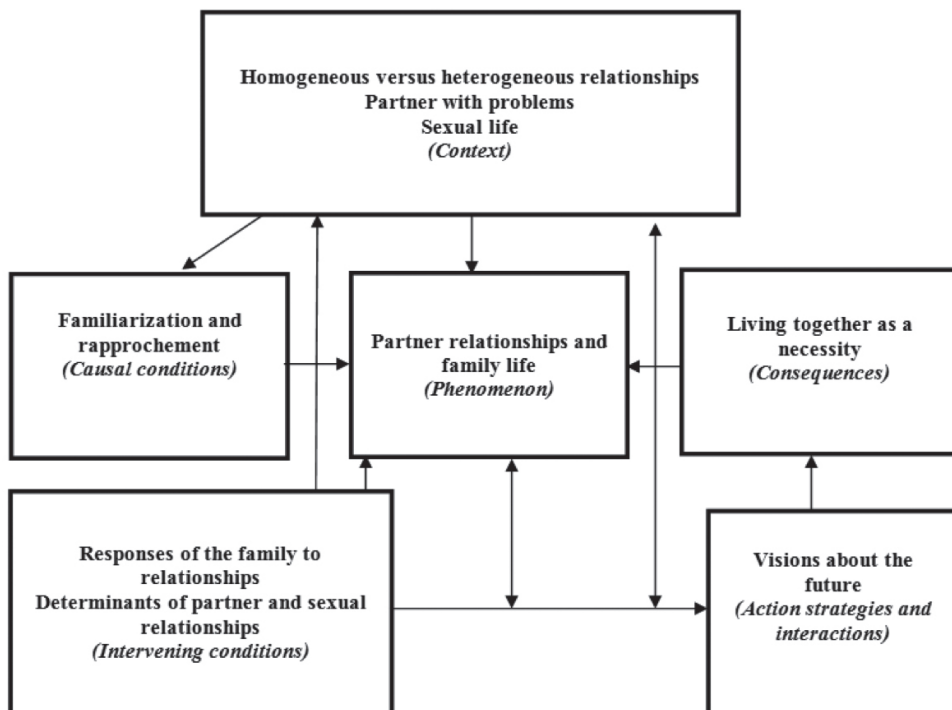 Homogeneous versus heterogeneous relationships
Partner with problems
Sexual life
(Context)
Familiarization and
rapprochement
(Causal conditions)
Partner relationships and
family life
(Phenomenon)
Living together as a
necessity
(Consequences)
Responses of the family to
relationships
Determinants of partner and sexual
relationships
(Intervening conditions)
Visions about the
future
(Action strategies and
interactions)